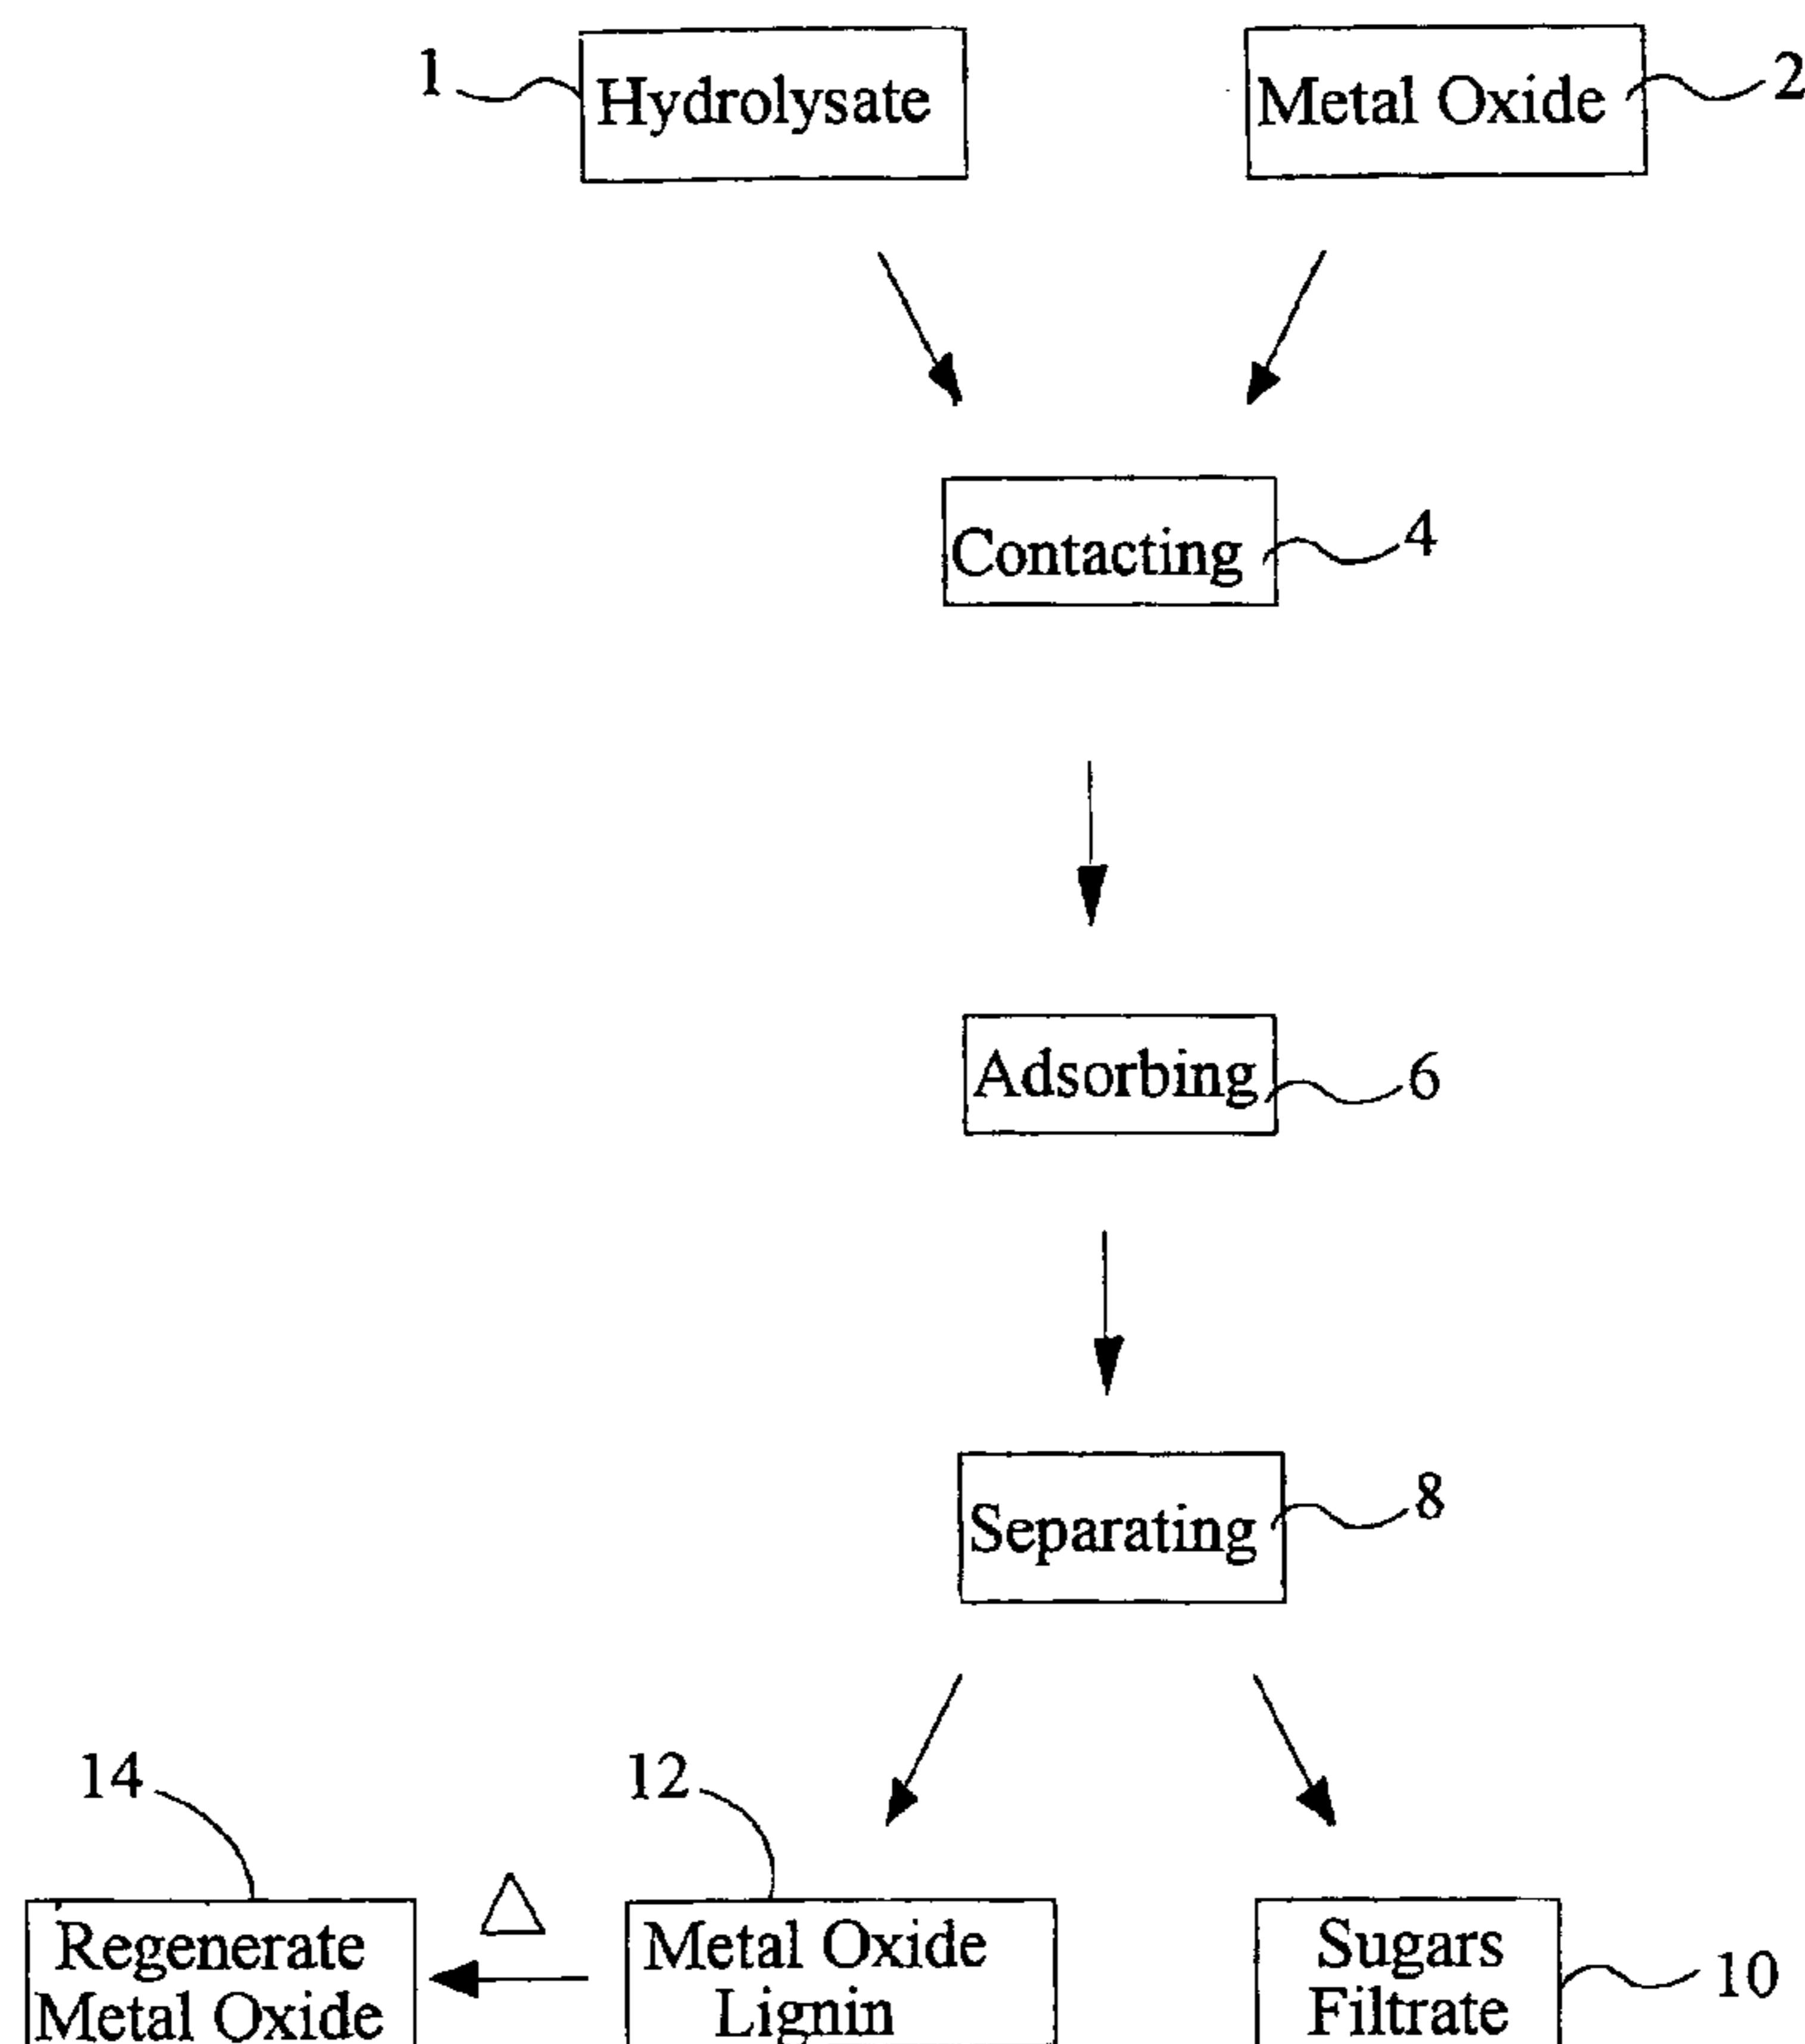 1
Hydrolysate
Metal Oxide
2
Contacting
4
Adsorbing
6
Separating
8
14
12
Δ
Regenerate
Metal Oxide
Metal Oxide
Lignin
Sugars
Filtrate
10